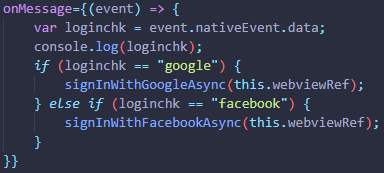 onMessage={(event) => {
var loginchk = event.nativeEvent.data;
console.log(loginchk);
if (loginchk == "google") {
signInWithGoogleAsync(this.webviewRef);
} else if (loginchk == "facebook") {
signInWithFacebookAsync(this.webviewRef);
}
}}